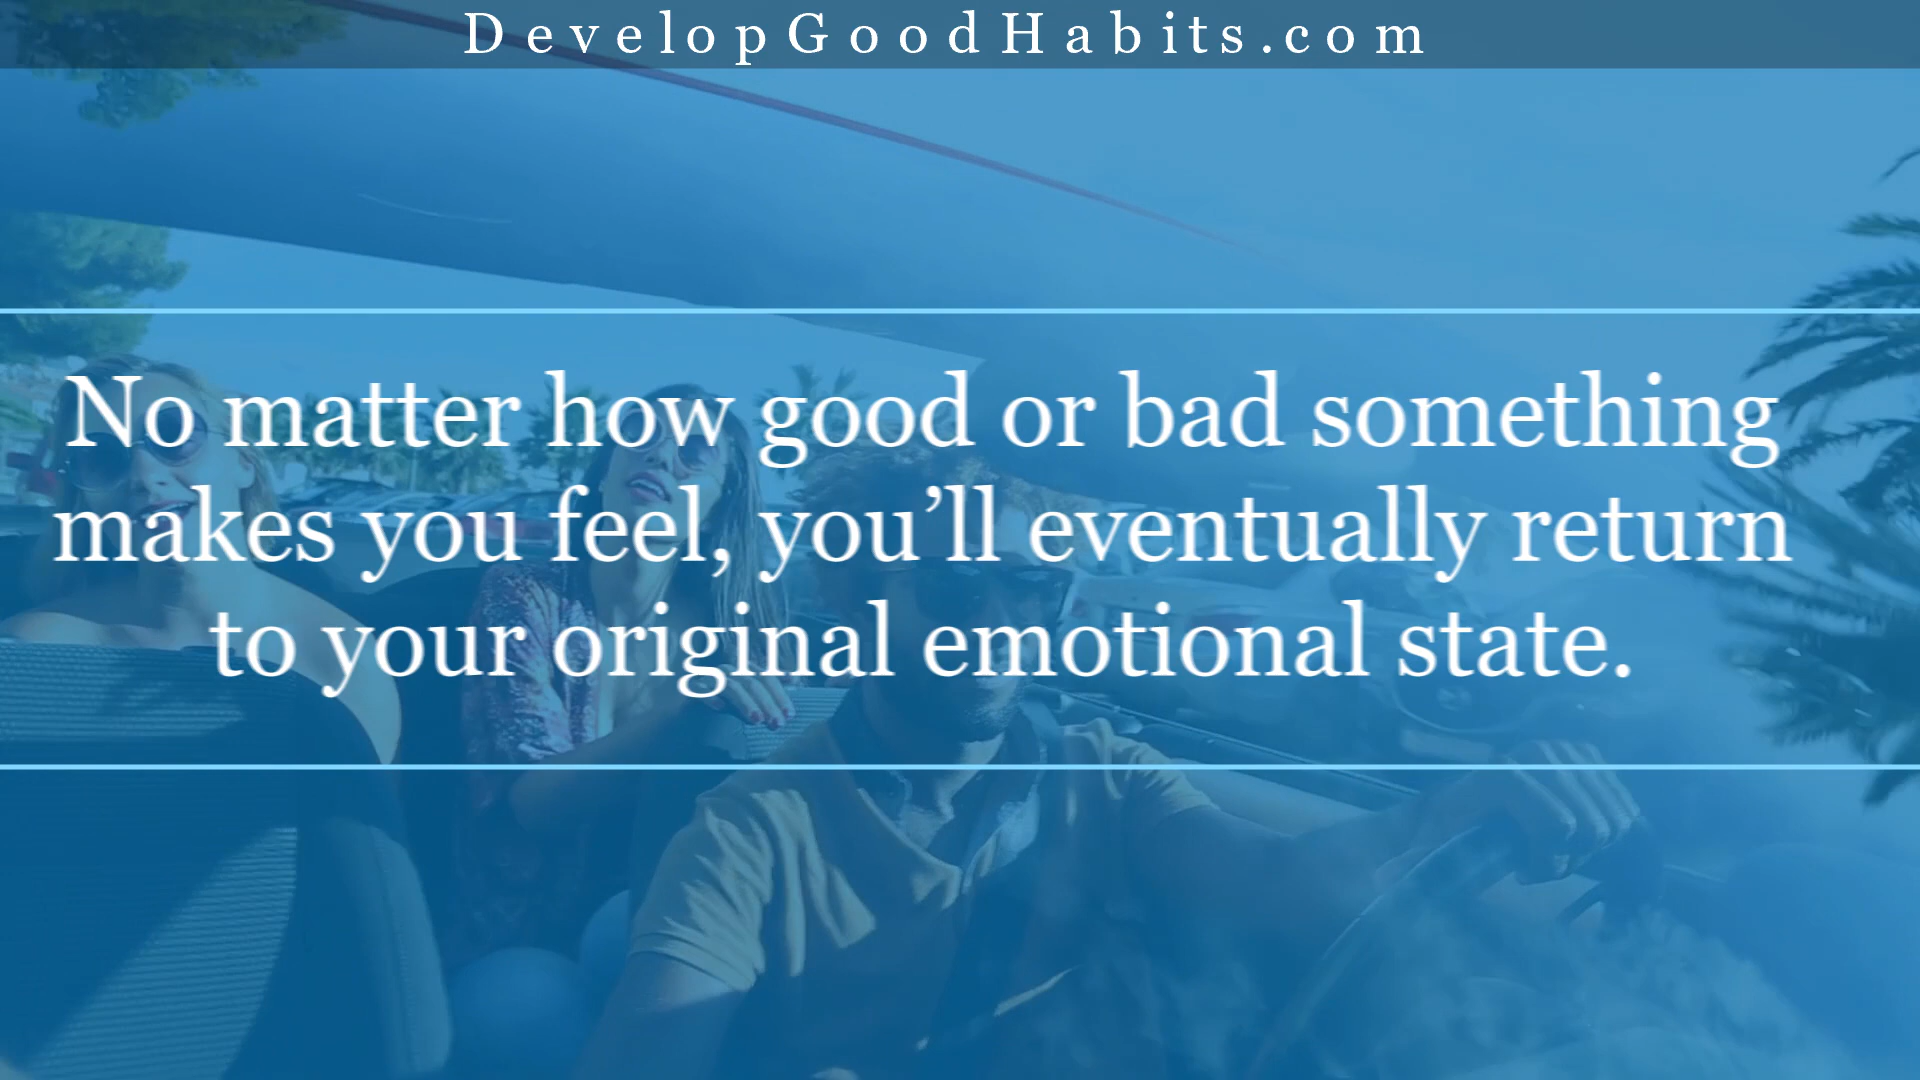 DevelopGoodHabits.com
No matter how good or bad something
makes you feel, you’ll eventually return
to your original emotional state.